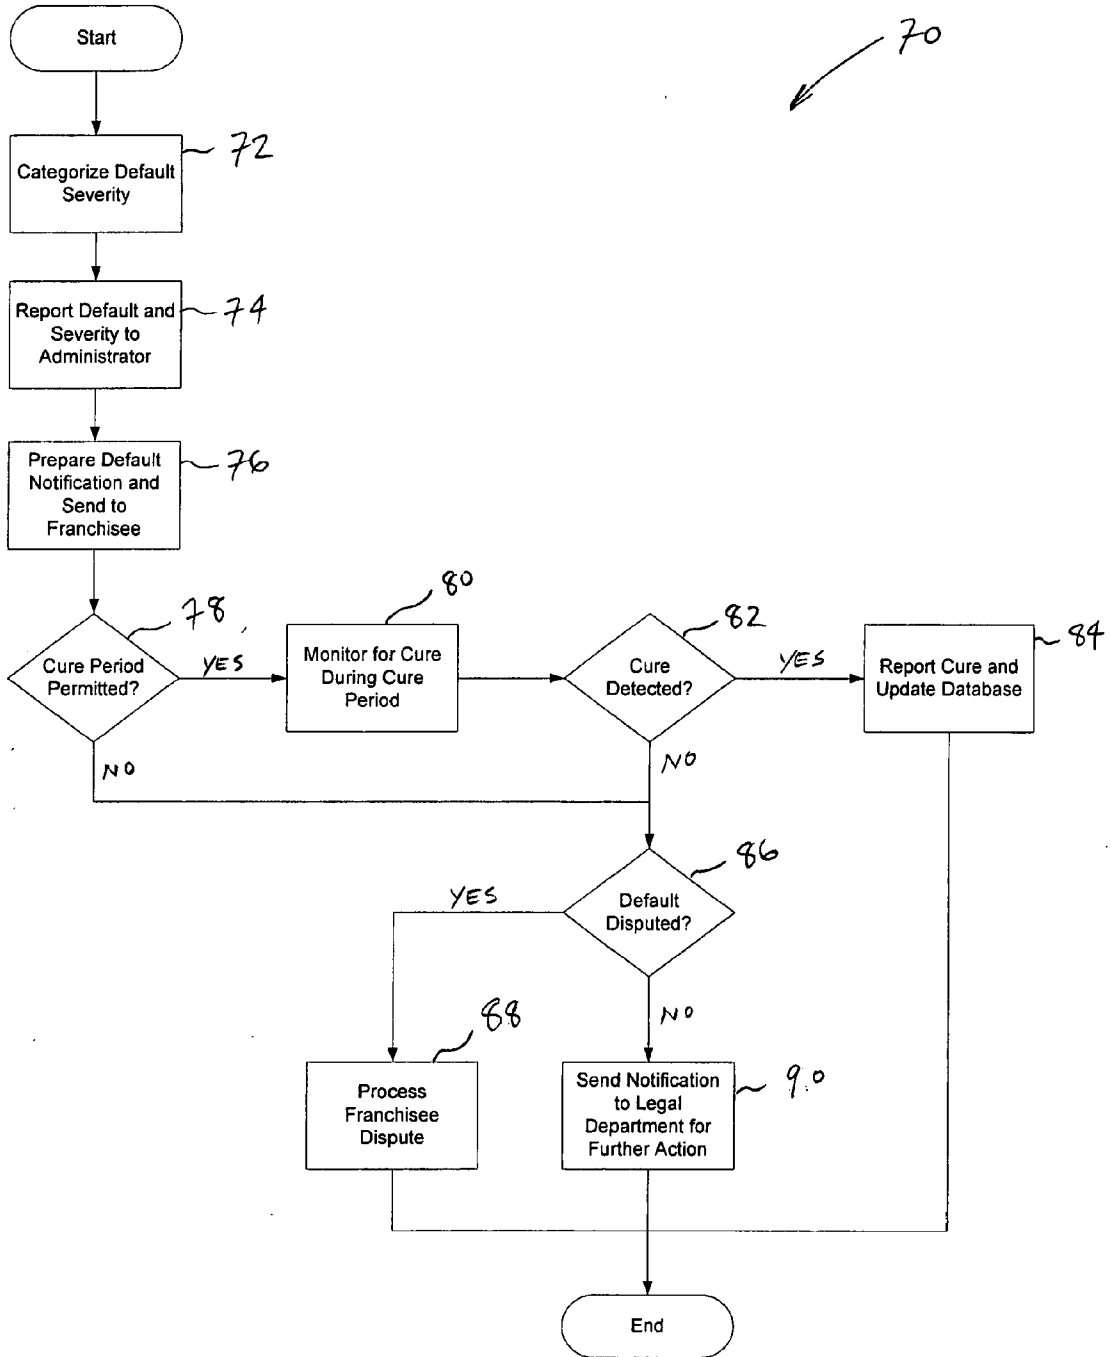 Start
70
Categorize Default
Severity
72
Report Default and
Severity to
Administrator
74
Prepare Default
Notification and
Send to
Franchisee
76
Cure Period
Permitted?
78
YES
NO
Monitor for Cure
During Cure
Period
80
Cure
Detected?
82
YES
NO
Report Cure and
Update Database
84
Default
Disputed?
86
YES
NO
Process
Franchisee
Dispute
88
Send Notification
to Legal
Department for
Further Action
90
End